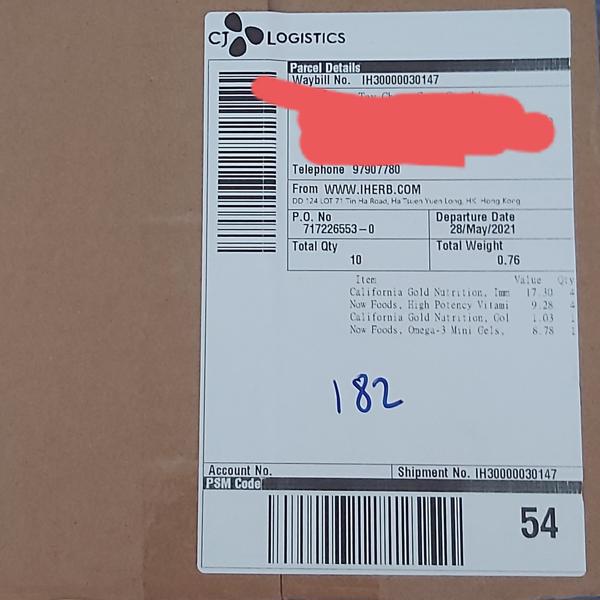 CJ LOGISTICS
Parcel Details
Waybill No. IH30000030147
Telephone 97907780
From WWW.IHERB.COM
DD 124 LOT 71 Tin Ha Road, Ha Tsuen Yuen Long, HK, Hong Kong
P.O. No Departure Date
717226553-0 28/May/2021
Total Qty Total Weight
10 0.76
Item Value Qty
California Gold Nutrition, Imm 17.30 4
Now Foods, High Potency Vitami 9.28 4
California Gold Nutrition, Col 1.03 1
Now Foods, Omega-3 Mini Gels, 8.78 1
182
Account No. Shipment No. IH30000030147
PSM Code
54